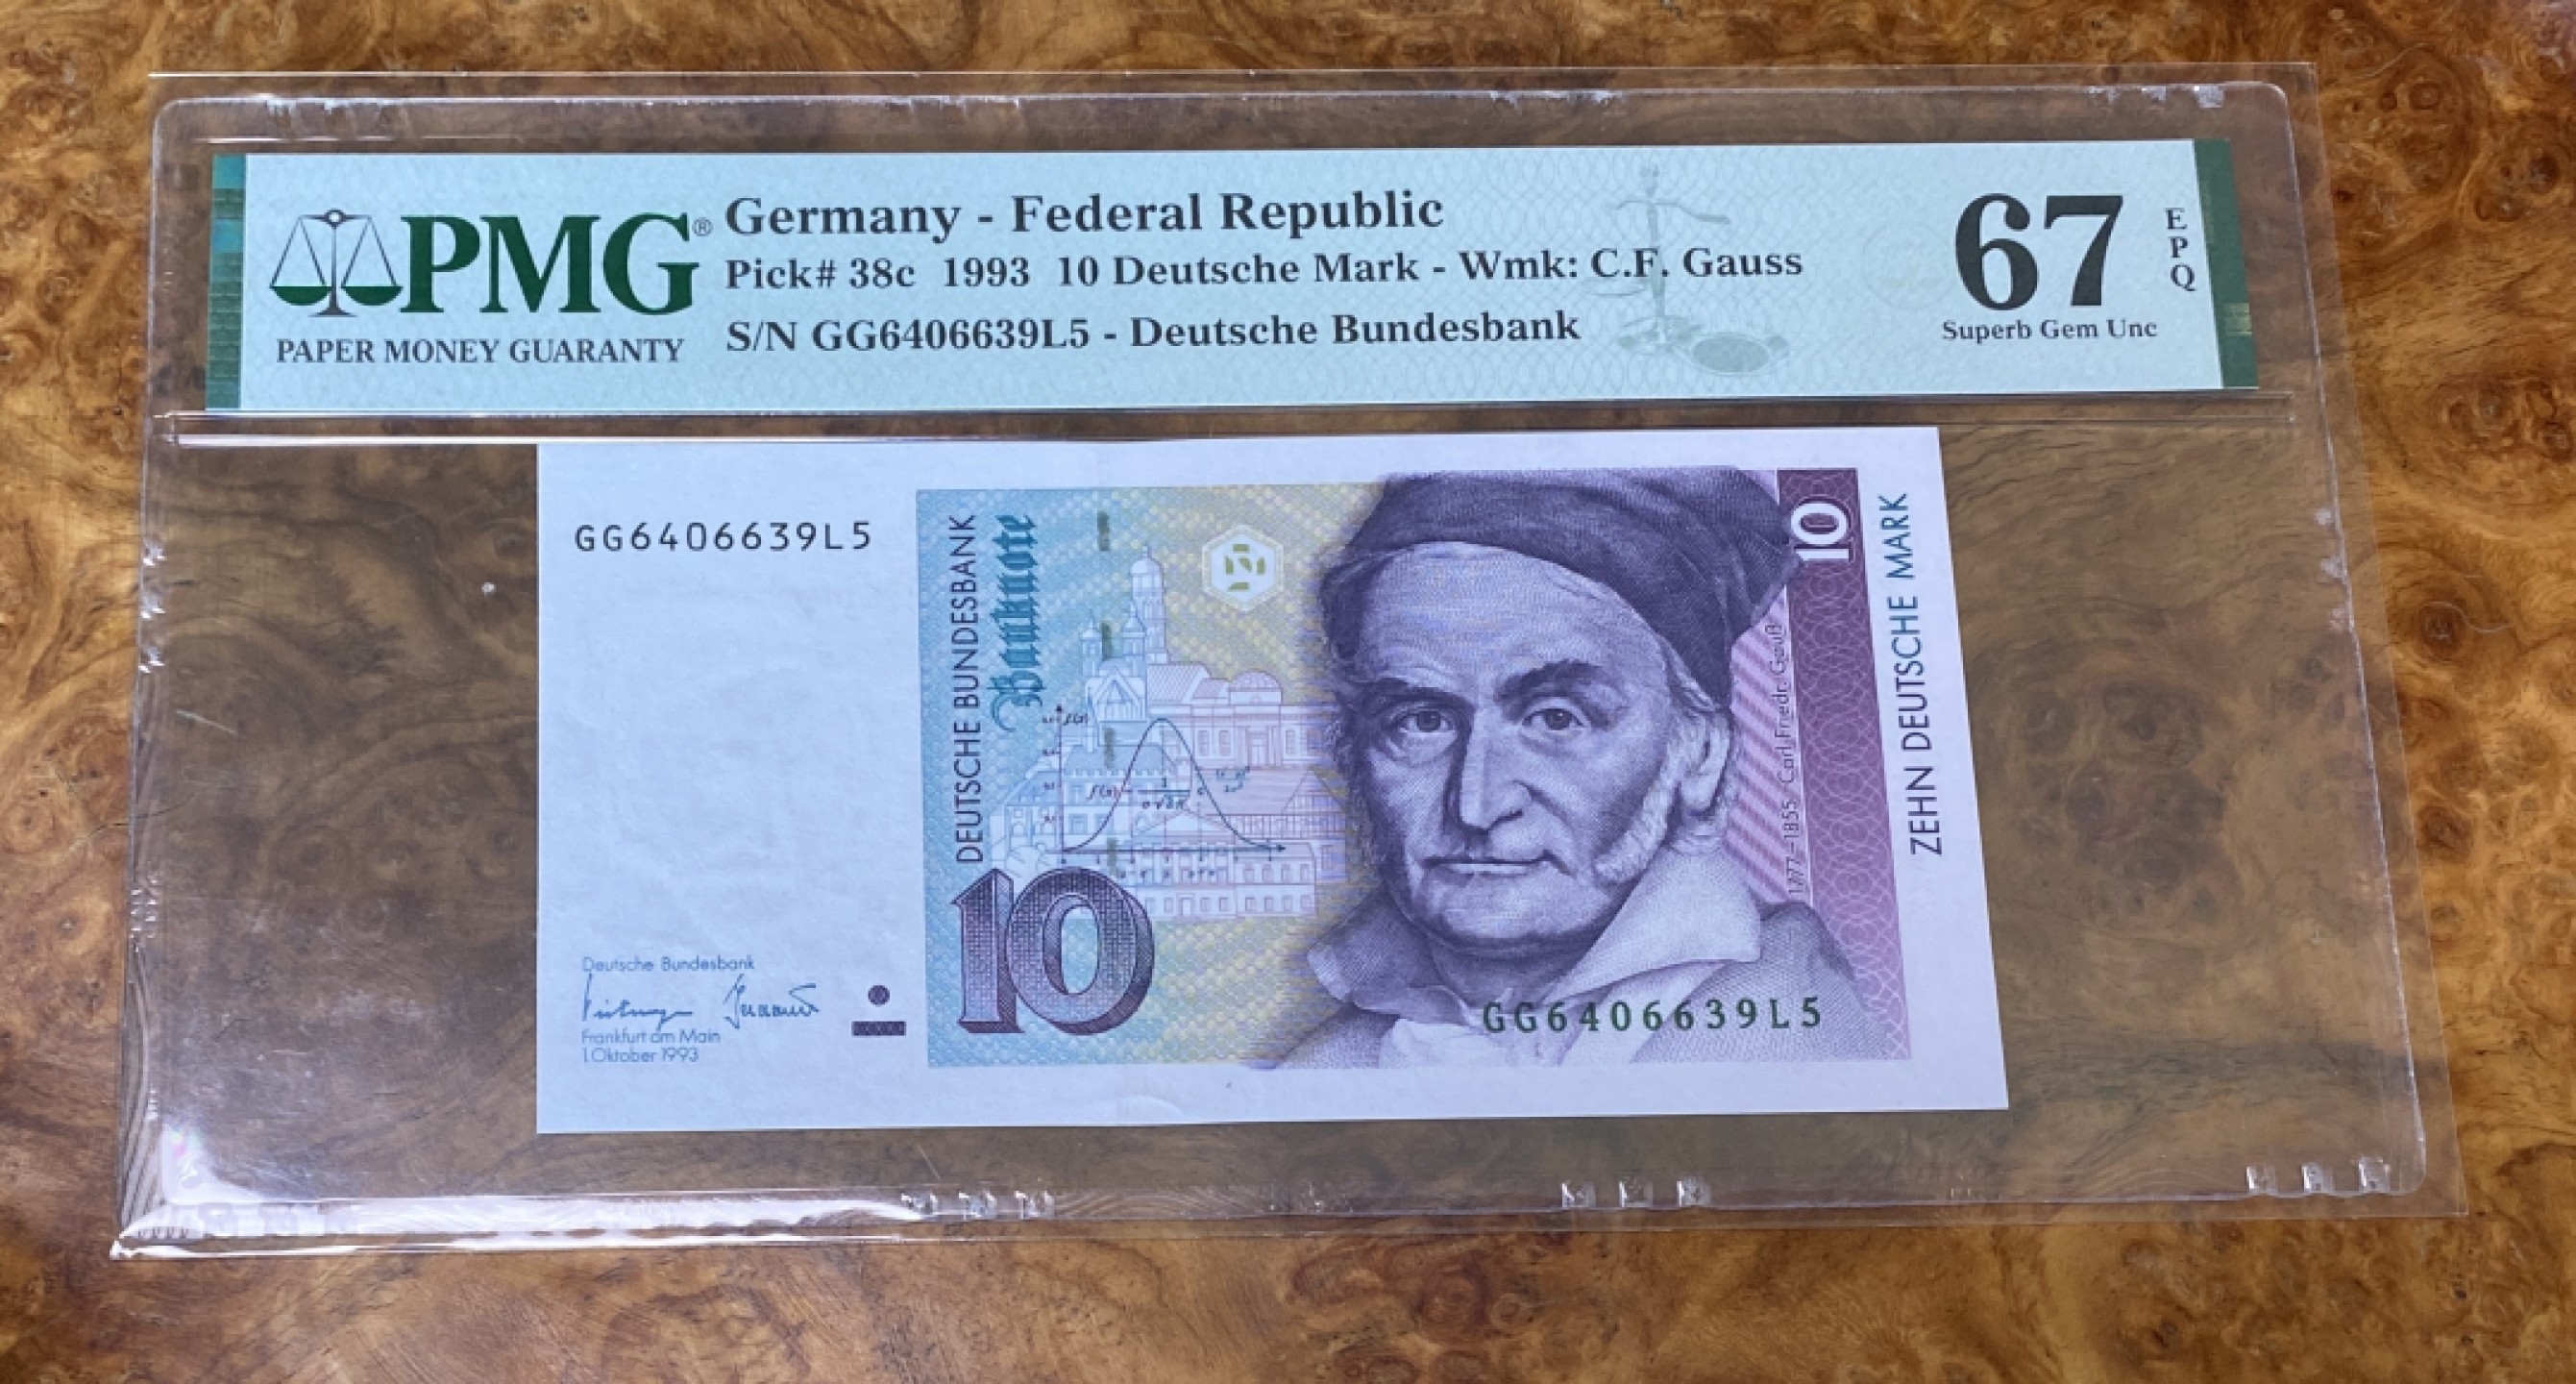 PMG®
PAPER MONEY GUARANTY
Germany - Federal Republic
Pick# 38c 1993 10 Deutsche Mark - Wmk: C.F. Gauss
S/N GG6406639L5 - Deutsche Bundesbank
67
EPQ
Superb Gem Unc
GG6406639L5
DEUTSCHE BUNDESBANK
Banknote
10
ZEHN DEUTSCHE MARK
1777-1855 Carl Friedr. Gauß
f(x)
10
Deutsche Bundesbank
Frankfurt am Main
1.Oktober 1993
GG6406639L5